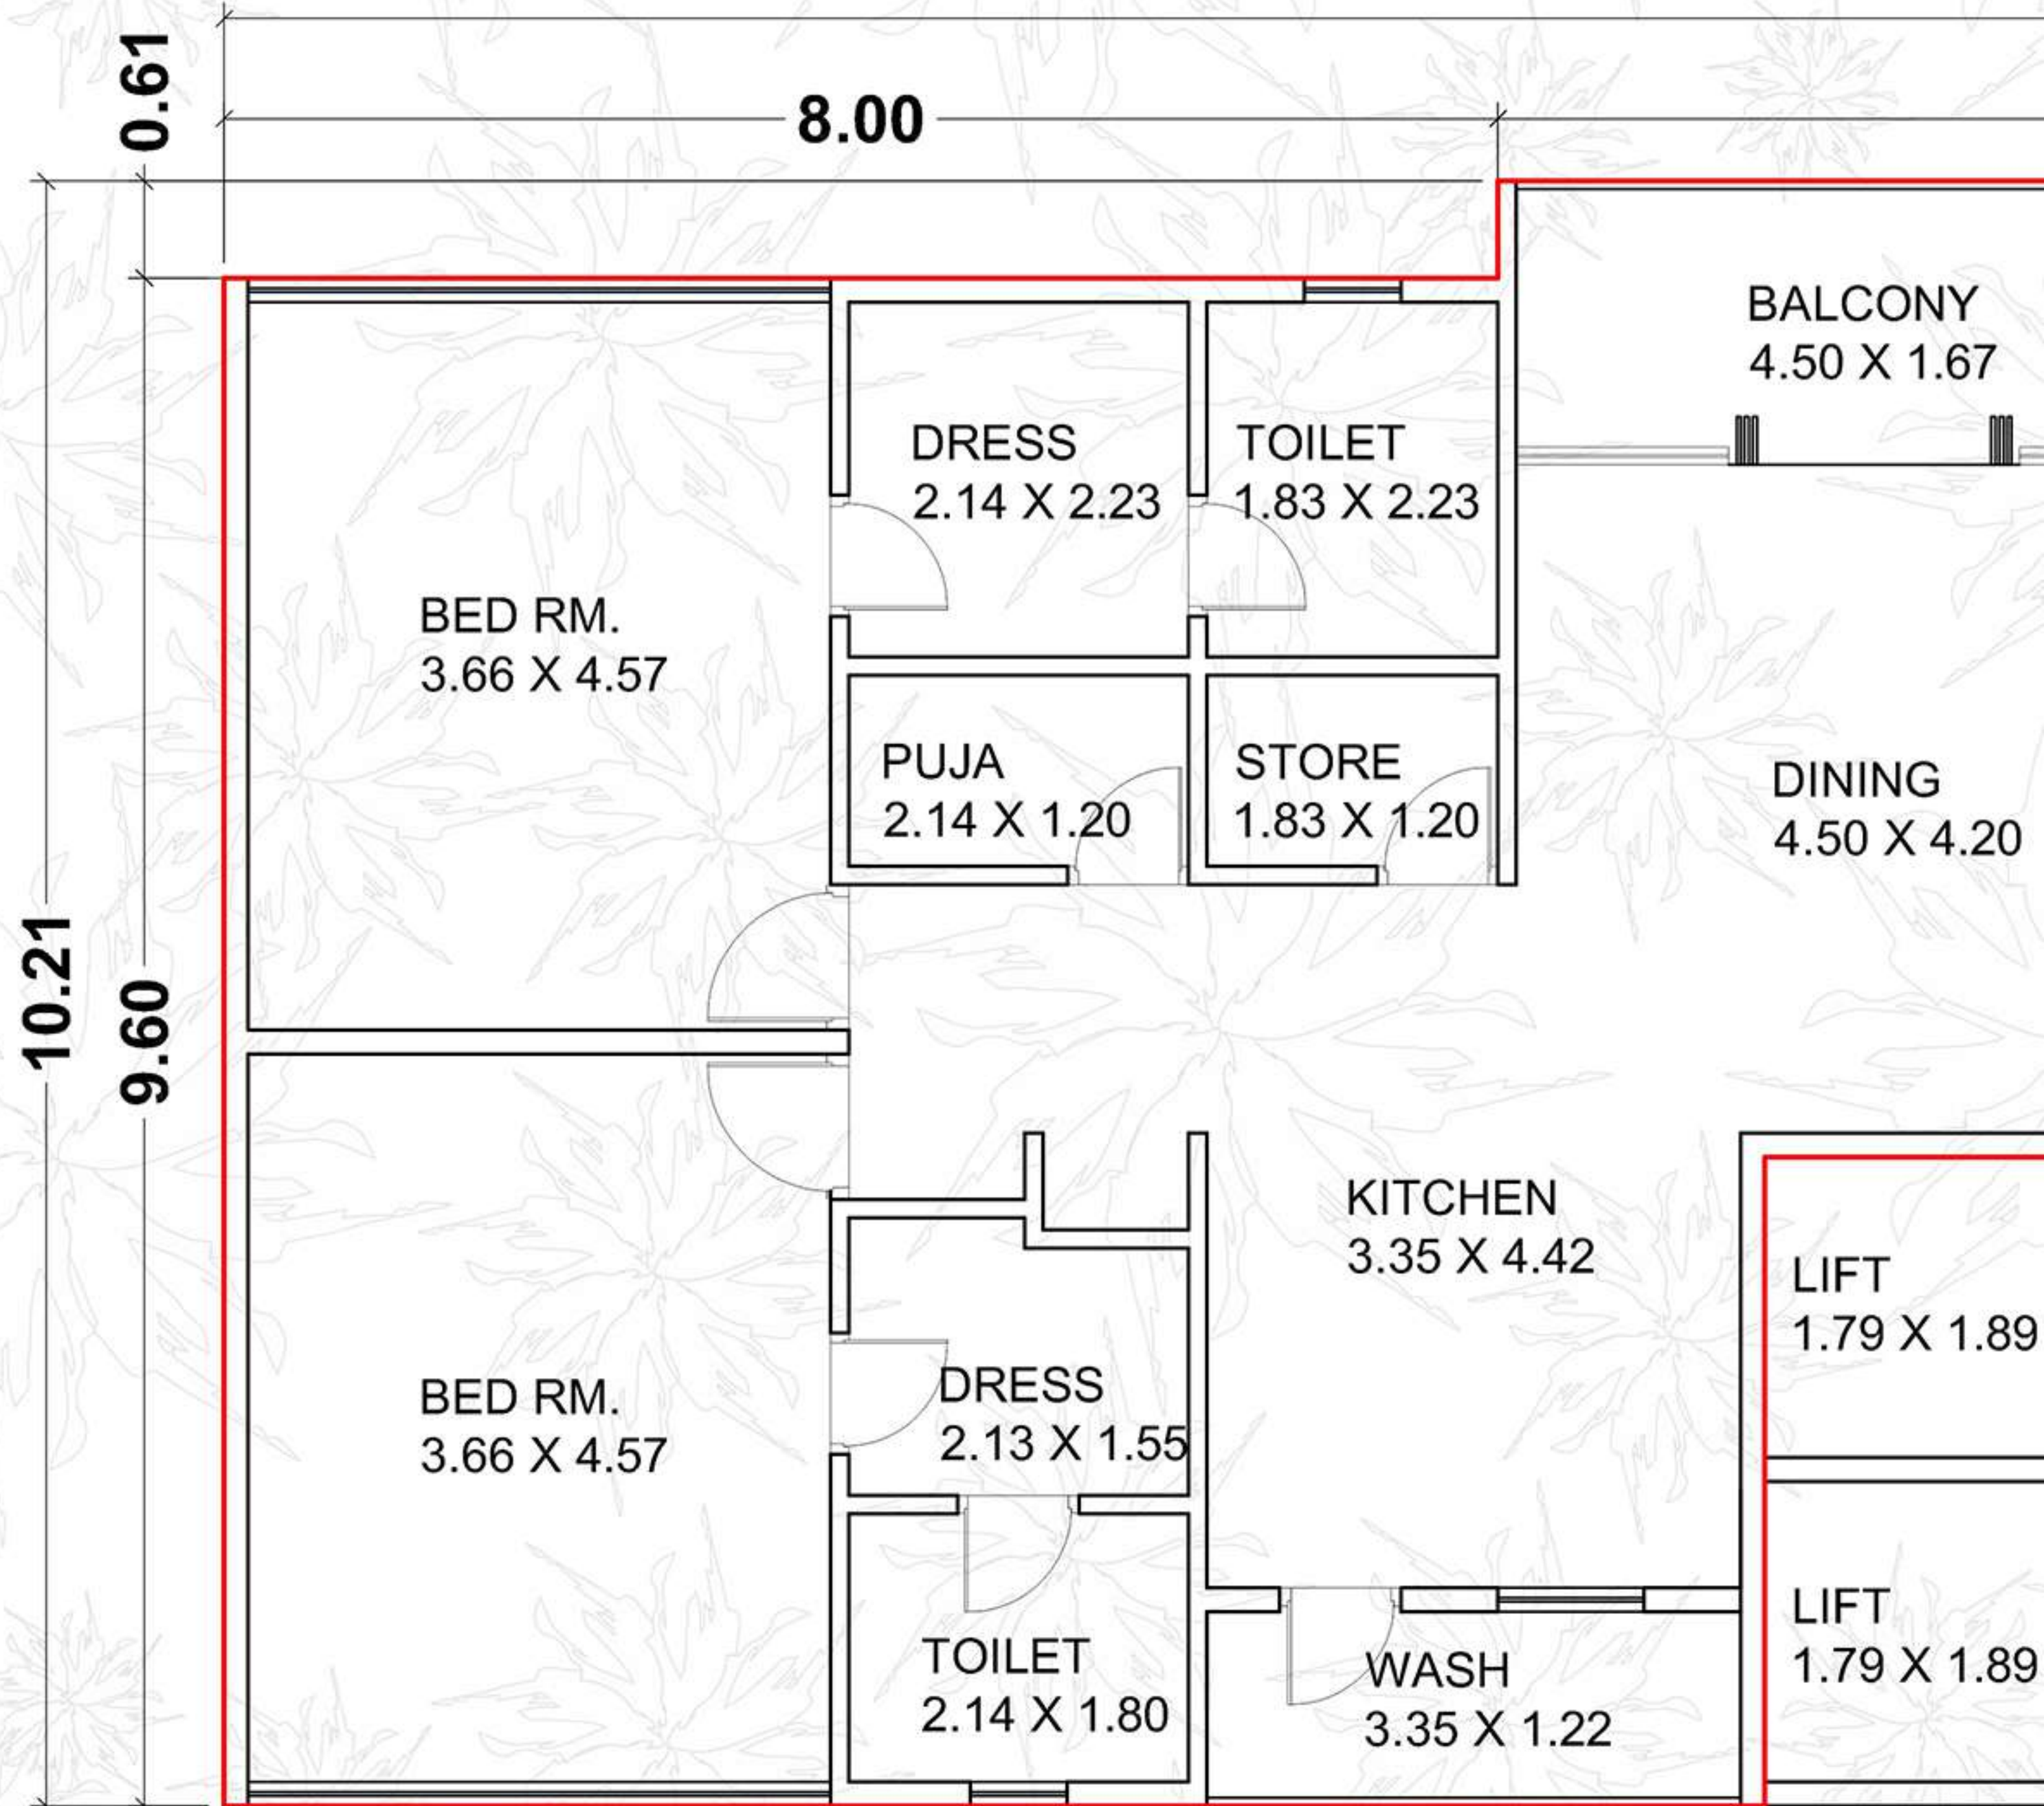 0.61
8.00
BALCONY
4.50 X 1.67
DRESS
2.14 X 2.23
TOILET
1.83 X 2.23
BED RM.
3.66 X 4.57
PUJA
2.14 X 1.20
STORE
1.83 X 1.20
DINING
4.50 X 4.20
10.21
9.60
KITCHEN
3.35 X 4.42
LIFT
1.79 X 1.89
BED RM.
3.66 X 4.57
DRESS
2.13 X 1.55
LIFT
1.79 X 1.89
TOILET
2.14 X 1.80
WASH
3.35 X 1.22